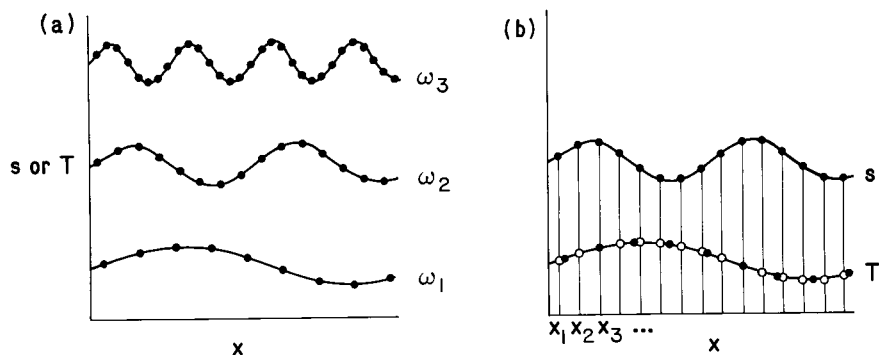 (a)
ω3
s or T
ω2
ω1
x
(b)
s
T
x1 x2 x3 ...
x